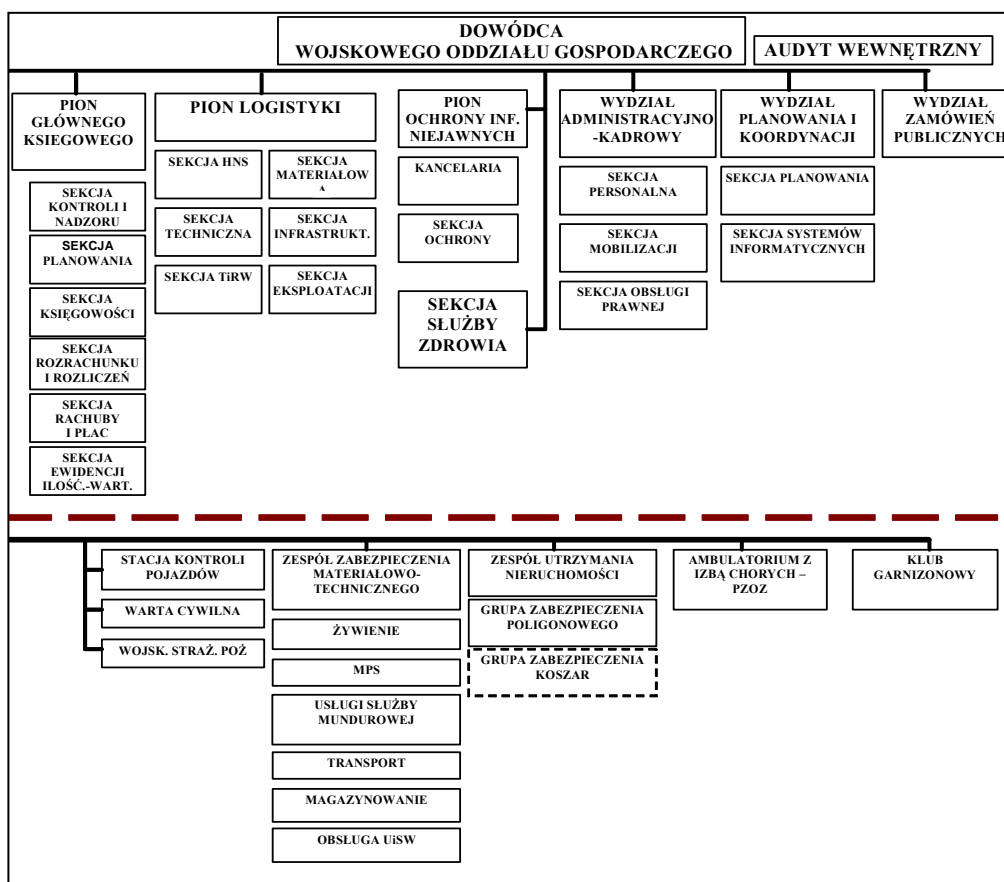 DOWÓDCA
WOJSKOWEGO ODDZIAŁU GOSPODARCZEGO
AUDYT WEWNĘTRZNY
PION
GŁÓWNEGO
KSIEGOWEGO
SEKCJA
KONTROLI I
NADZORU
SEKCJA
PLANOWANIA
SEKCJA
KSIĘGOWOŚCI
SEKCJA
ROZRACHUNKU
I ROZLICZEŃ
SEKCJA
RACHUBY
I PŁAC
SEKCJA
EWIDENCJI
ILOŚĆ.-WART.
PION LOGISTYKI
SEKCJA HNS
SEKCJA
MATERIAŁOW
A
SEKCJA
TECHNICZNA
SEKCJA
INFRASTRUKT.
SEKCJA TiRW
SEKCJA
EKSPLOATACJI
PION
OCHRONY INF.
NIEJAWNYCH
KANCELARIA
SEKCJA
OCHRONY
SEKCJA
SŁUŻBY
ZDROWIA
WYDZIAŁ
ADMINISTRACYJNO
-KADROWY
SEKCJA
PERSONALNA
SEKCJA
MOBILIZACJI
SEKCJA OBSŁUGI
PRAWNEJ
WYDZIAŁ
PLANOWANIA I
KOORDYNACJI
SEKCJA PLANOWANIA
SEKCJA SYSTEMÓW
INFORMATYCZNYCH
WYDZIAŁ
ZAMÓWIEŃ
PUBLICZNYCH
STACJA KONTROLI
POJAZDÓW
WARTA CYWILNA
WOJSK. STRAŻ. POŻ
ZESPÓŁ ZABEZPIECZENIA
MATERIAŁOWO-
TECHNICZNEGO
ŻYWIENIE
MPS
USŁUGI SŁUŻBY
MUNDUROWEJ
TRANSPORT
MAGAZYNOWANIE
OBSŁUGA UiSW
ZESPÓŁ UTRZYMANIA
NIERUCHOMOŚCI
GRUPA ZABEZPIECZENIA
POLIGONOWEGO
GRUPA ZABEZPIECZENIA
KOSZAR
AMBULATORIUM Z
IZBĄ CHORYCH –
PZOZ
KLUB
GARNIZONOWY